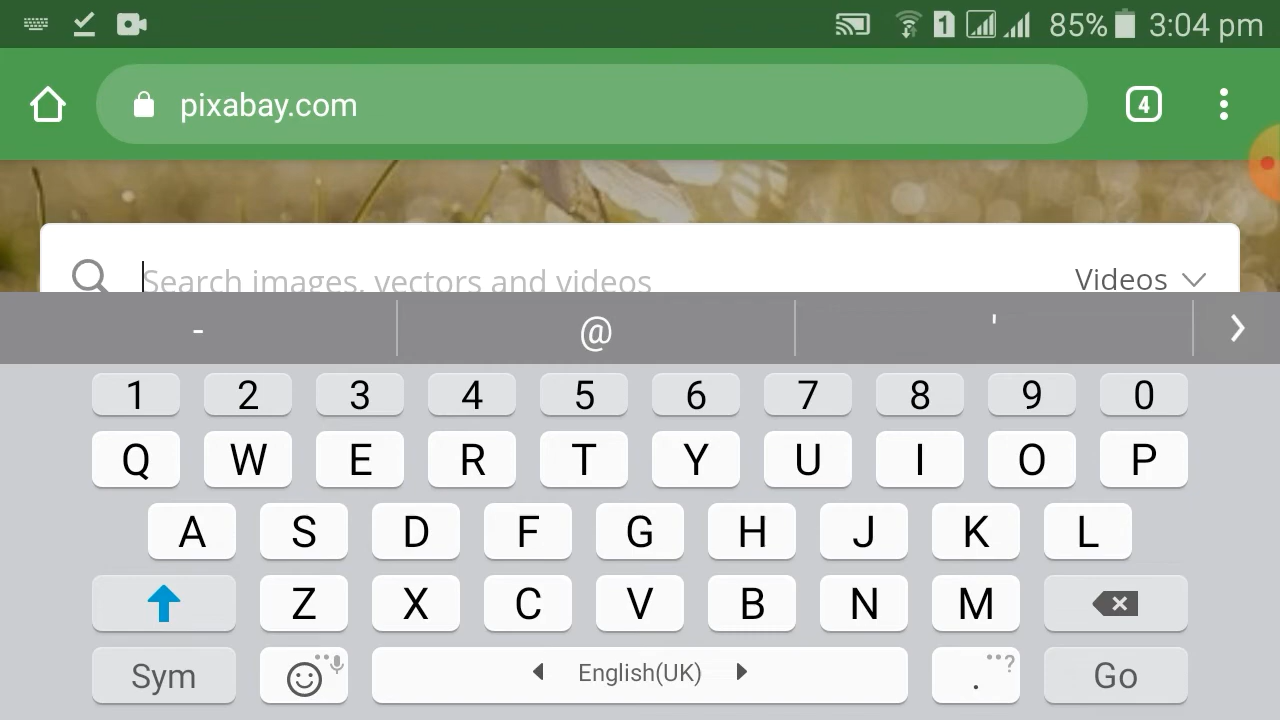 1 85% 3:04 pm
pixabay.com 4
Search images, vectors and videos Videos
- @ '
1 2 3 4 5 6 7 8 9 0
Q W E R T Y U I O P
A S D F G H J K L
Z X C V B N M
Sym English(UK) . ? Go